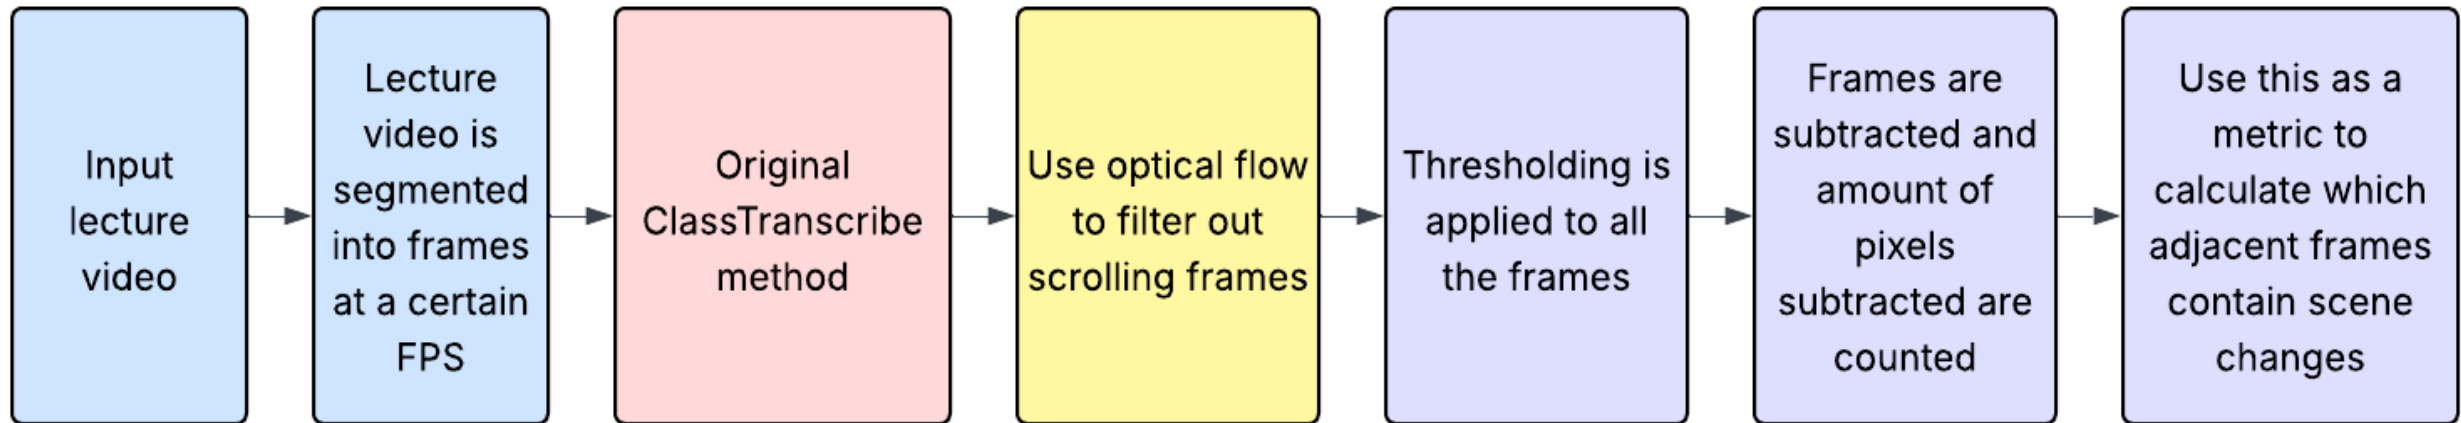 Input
lecture
video
Lecture
video is
segmented
into frames
at a certain
FPS
Original
ClassTranscribe
method
Use optical flow
to filter out
scrolling frames
Thresholding is
applied to all
the frames
Frames are
subtracted and
amount of
pixels
subtracted are
counted
Use this as a
metric to
calculate which
adjacent frames
contain scene
changes